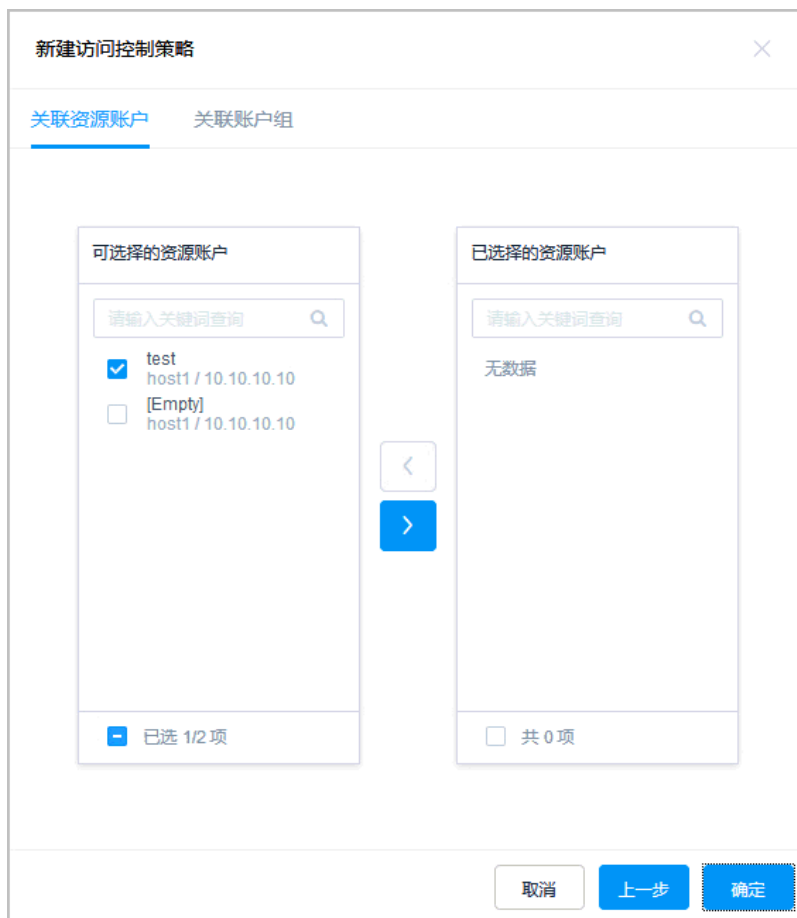 新建访问控制策略
关联资源账户 关联账户组
可选择的资源账户
请输入关键词查询
test
host1 / 10.10.10.10
[Empty]
host1 / 10.10.10.10
已选 1/2 项
已选择的资源账户
请输入关键词查询
无数据
共 0 项
取消 上一步 确定